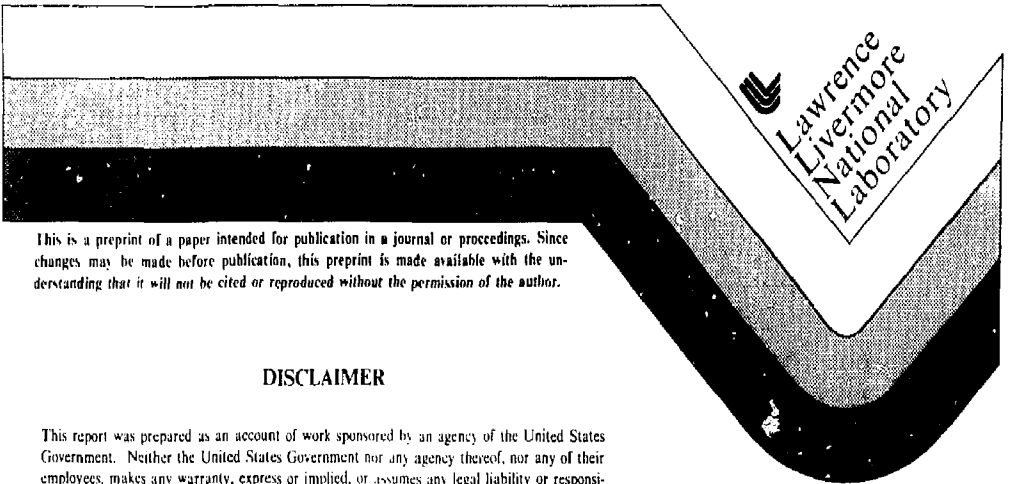 Lawrence
Livermore
National
Laboratory
This is a preprint of a paper intended for publication in a journal or proceedings. Since
changes may be made before publication, this preprint is made available with the un-
derstanding that it will not be cited or reproduced without the permission of the author.
DISCLAIMER
This report was prepared as an account of work sponsored by an agency of the United States
Government. Neither the United States Government nor any agency thereof, nor any of their
employees, makes any warranty, express or implied, or assumes any legal liability or responsi-